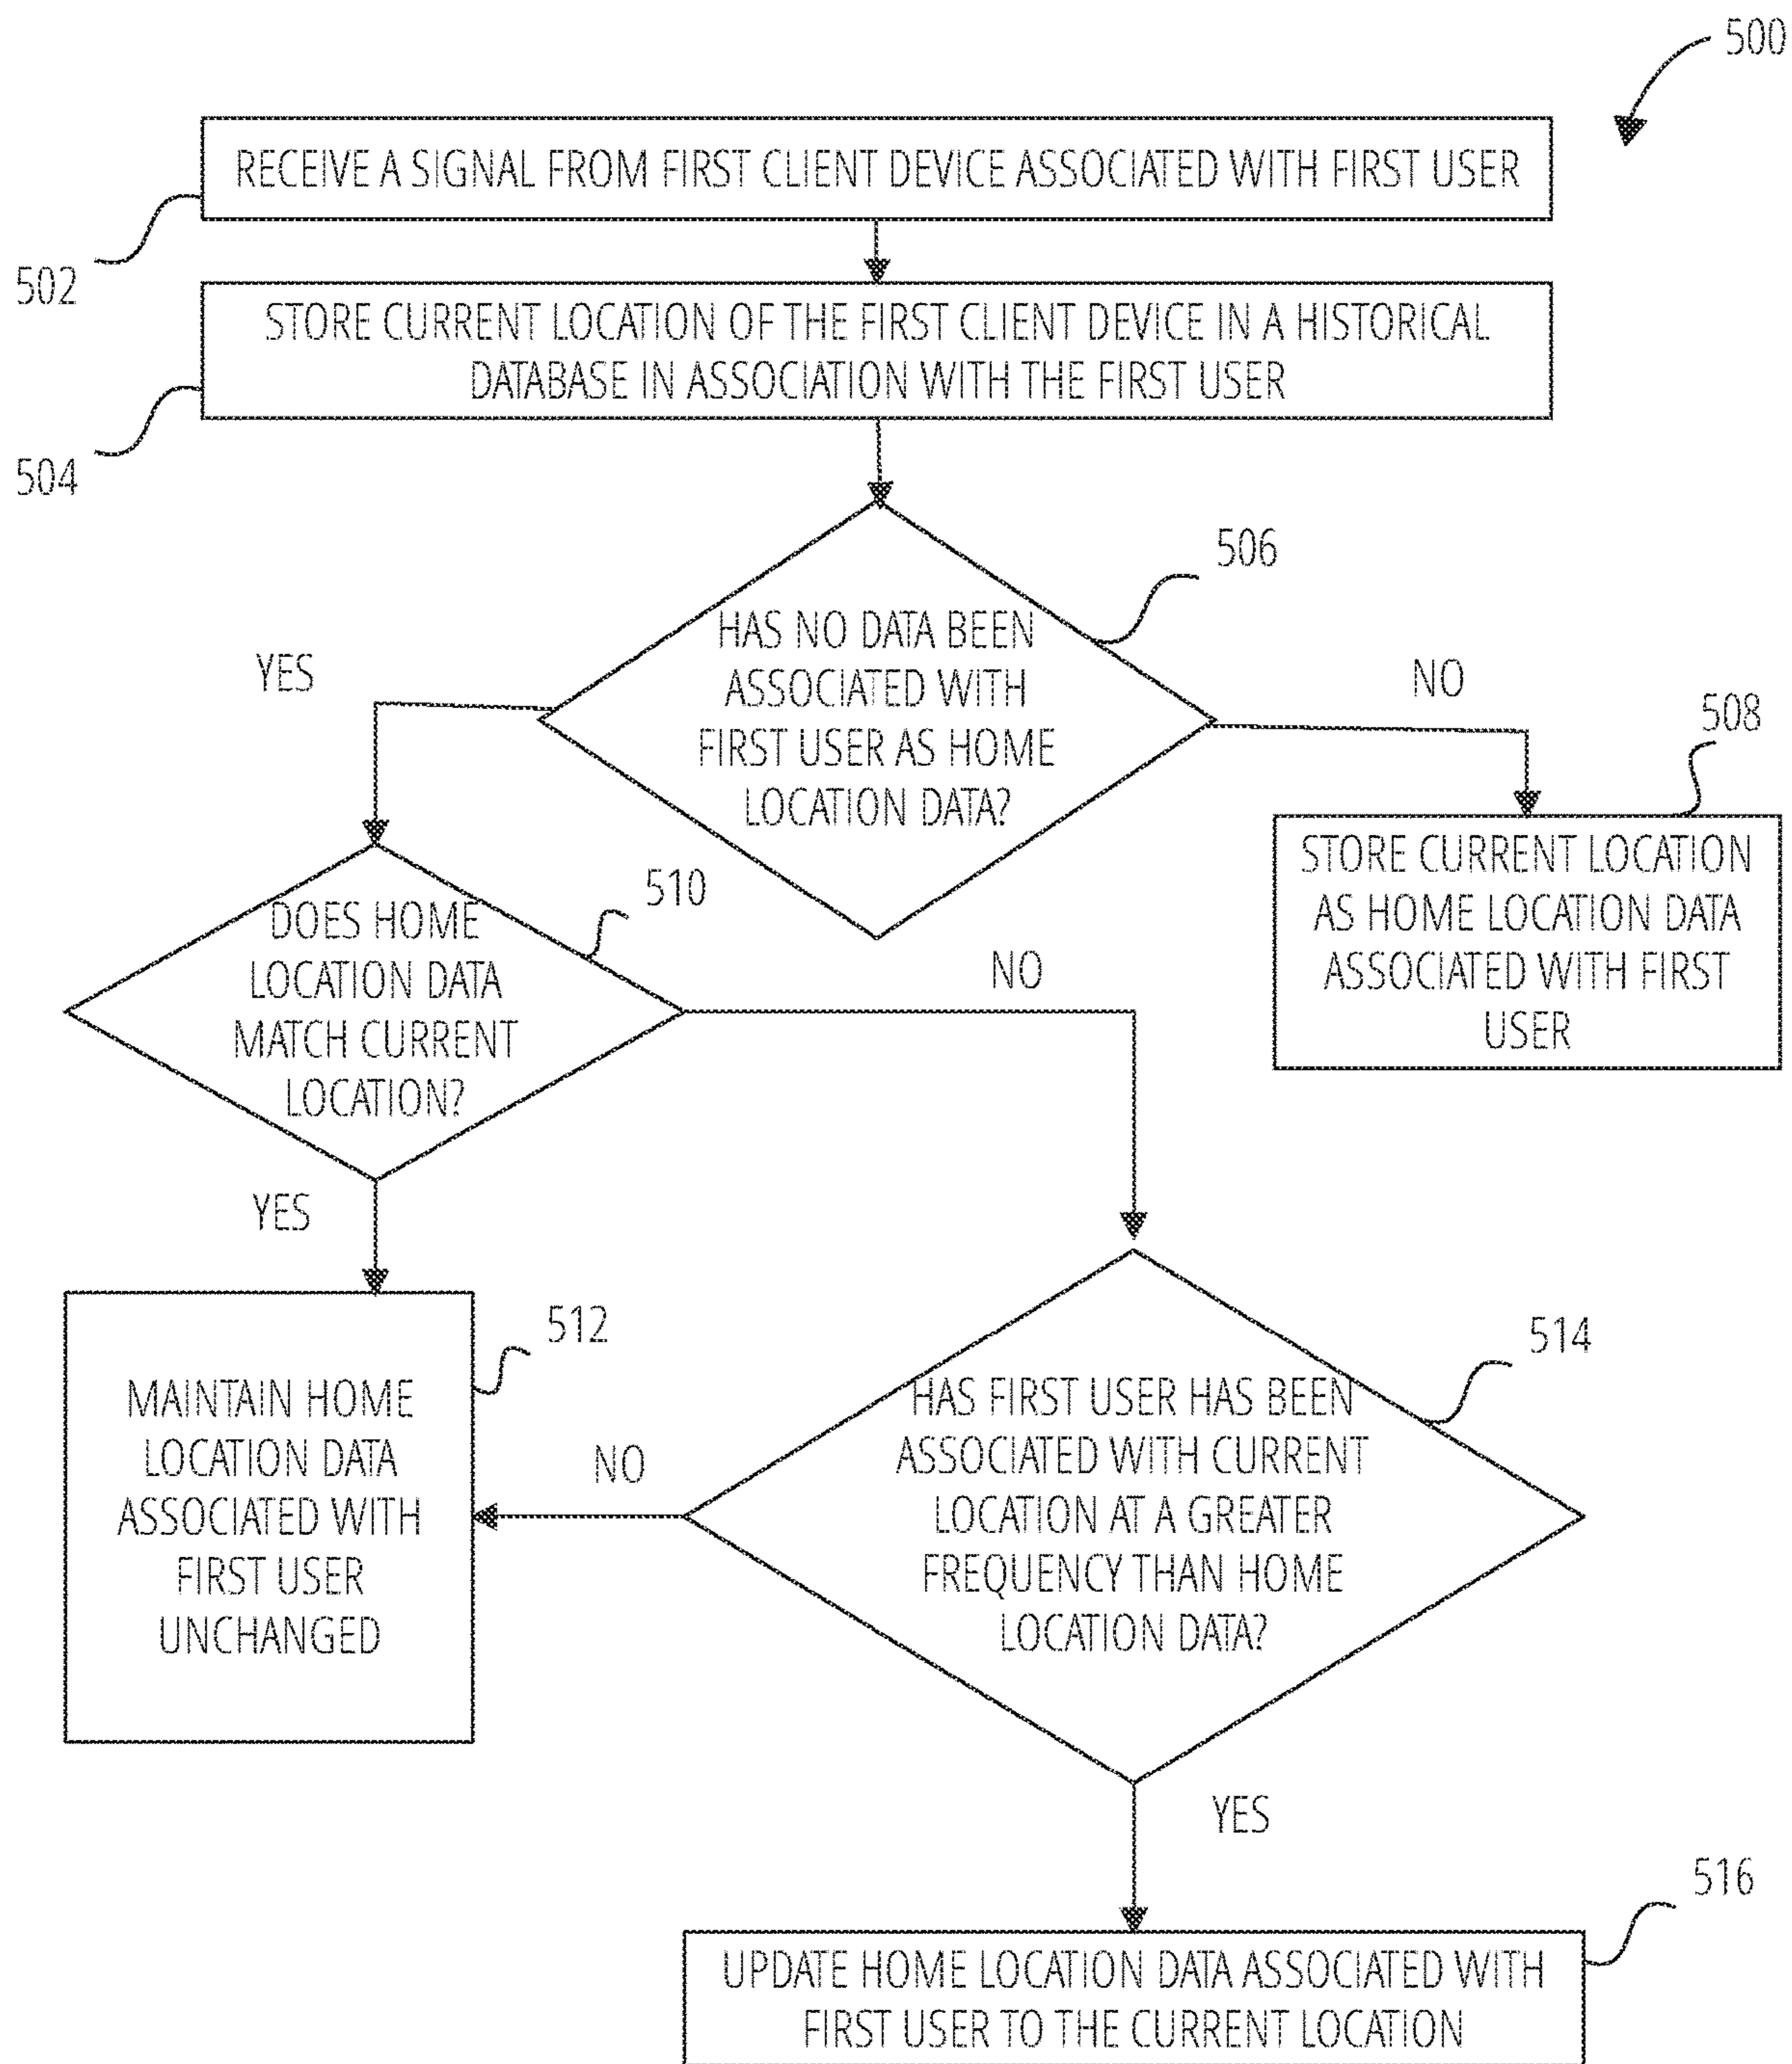 500
RECEIVE A SIGNAL FROM FIRST CLIENT DEVICE ASSOCIATED WITH FIRST USER
502
STORE CURRENT LOCATION OF THE FIRST CLIENT DEVICE IN A HISTORICAL
DATABASE IN ASSOCIATION WITH THE FIRST USER
504
506
HAS NO DATA BEEN
ASSOCIATED WITH
FIRST USER AS HOME
LOCATION DATA?
YES
NO
508
STORE CURRENT LOCATION
AS HOME LOCATION DATA
ASSOCIATED WITH FIRST
USER
510
DOES HOME
LOCATION DATA
MATCH CURRENT
LOCATION?
NO
YES
512
MAINTAIN HOME
LOCATION DATA
ASSOCIATED WITH
FIRST USER
UNCHANGED
514
HAS FIRST USER HAS BEEN
ASSOCIATED WITH CURRENT
LOCATION AT A GREATER
FREQUENCY THAN HOME
LOCATION DATA?
NO
YES
516
UPDATE HOME LOCATION DATA ASSOCIATED WITH
FIRST USER TO THE CURRENT LOCATION